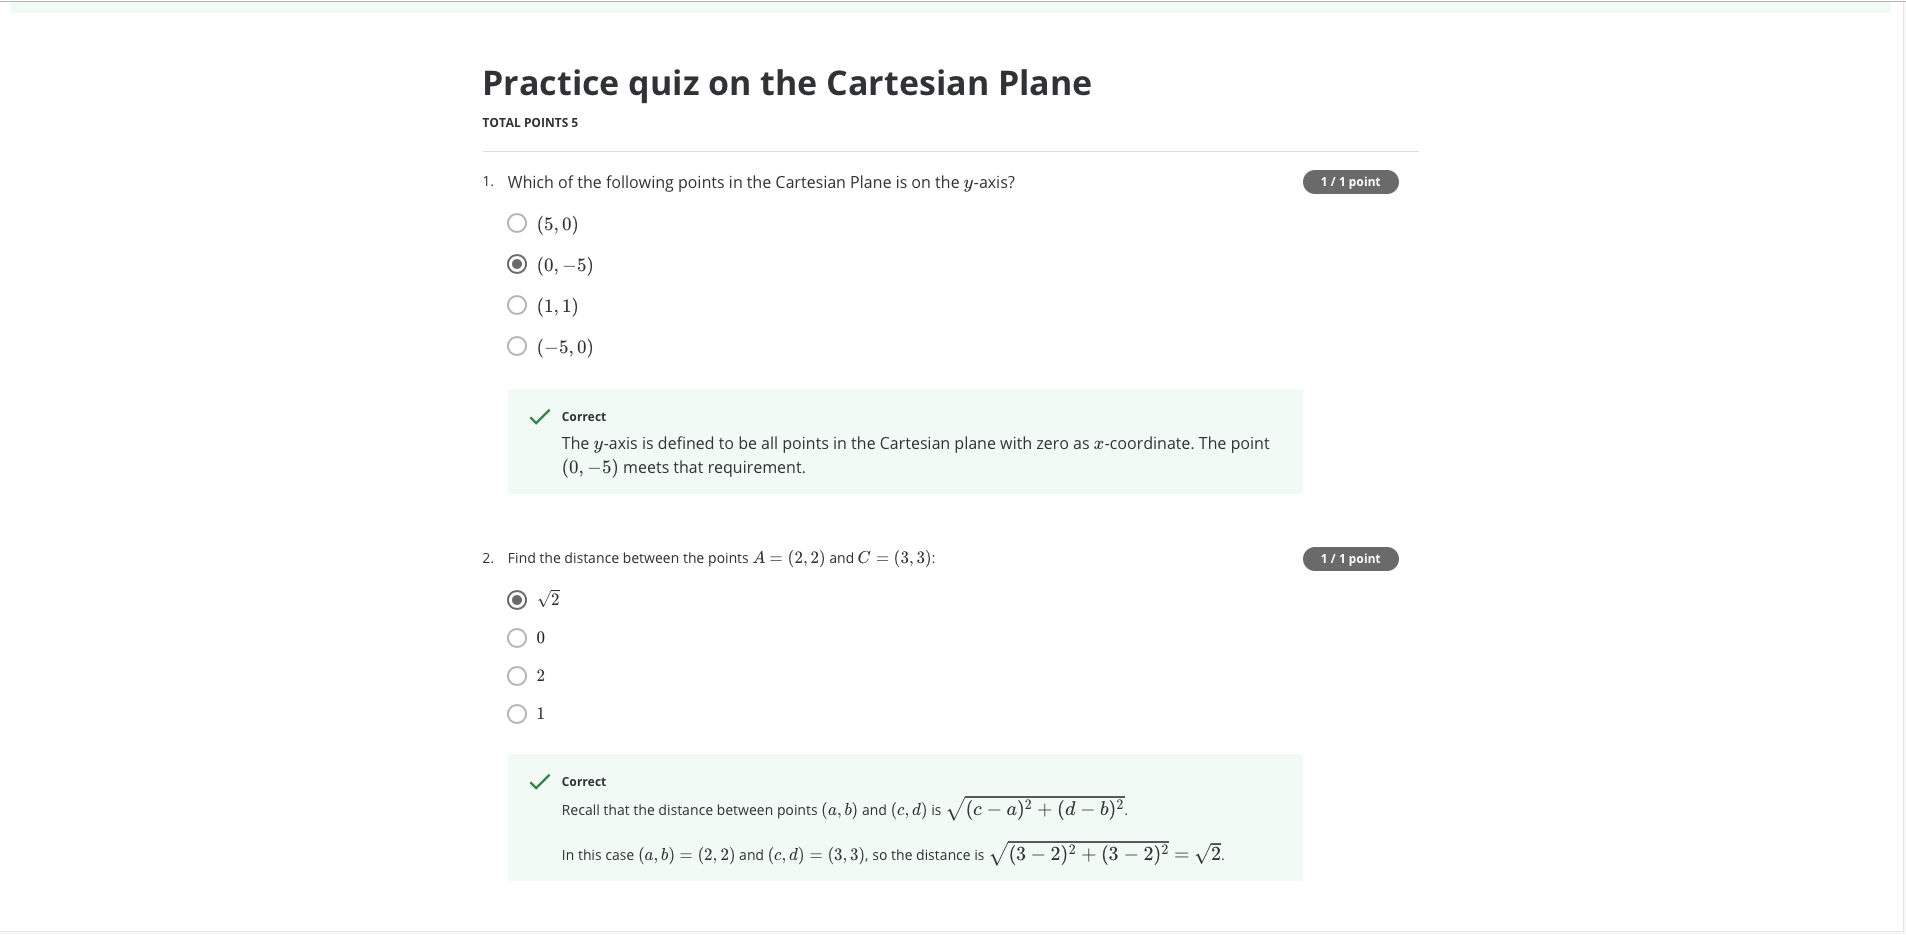 Practice quiz on the Cartesian Plane
TOTAL POINTS 5
1. Which of the following points in the Cartesian Plane is on the y-axis?
1 / 1 point
(5, 0)
(0, −5)
(1, 1)
(−5, 0)
Correct
The y-axis is defined to be all points in the Cartesian plane with zero as x-coordinate. The point
(0, −5) meets that requirement.
2. Find the distance between the points A = (2, 2) and C = (3, 3):
1 / 1 point
√2
0
2
1
Correct
Recall that the distance between points (a, b) and (c, d) is √((c − a)² + (d − b)²).
In this case (a, b) = (2, 2) and (c, d) = (3, 3), so the distance is √((3 − 2)² + (3 − 2)²) = √2.